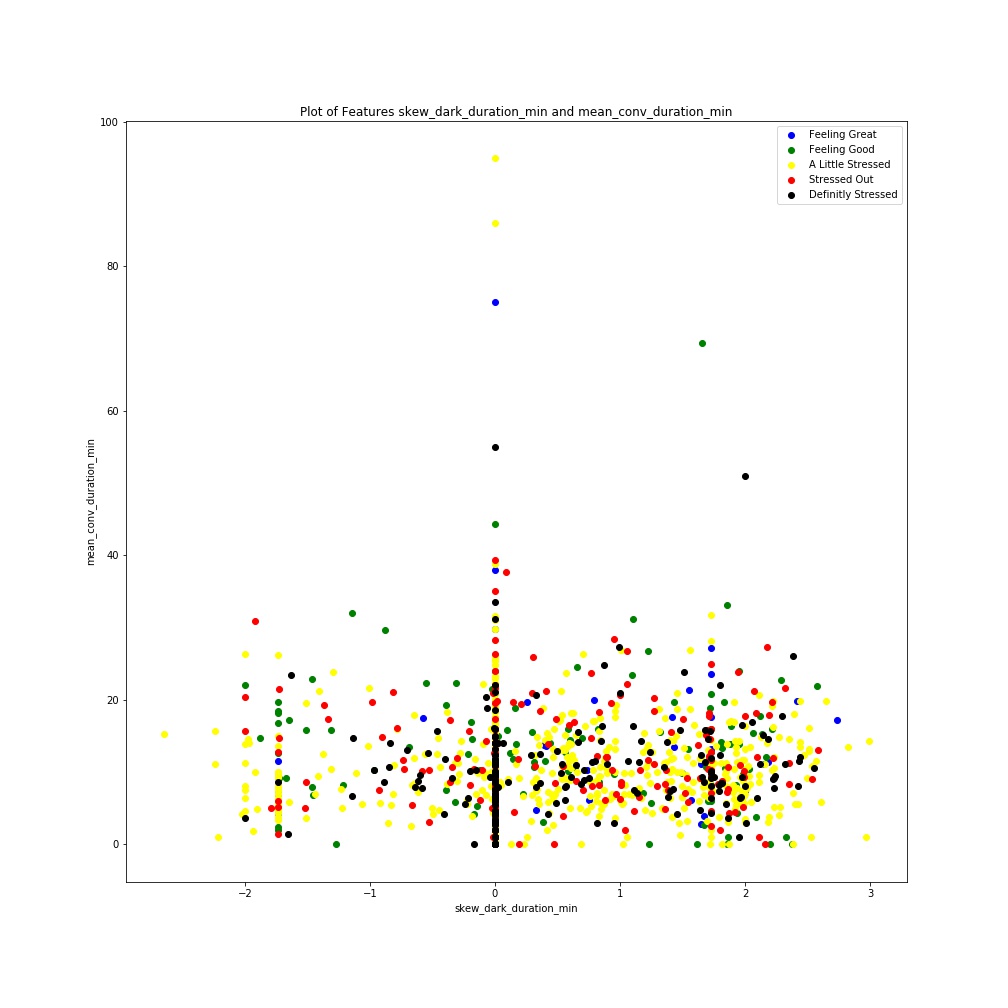 Plot of Features skew_dark_duration_min and mean_conv_duration_min
100
80
60
40
20
0
mean_conv_duration_min
Feeling Great
Feeling Good
A Little Stressed
Stressed Out
Definitly Stressed
−2
−1
0
1
2
3
skew_dark_duration_min